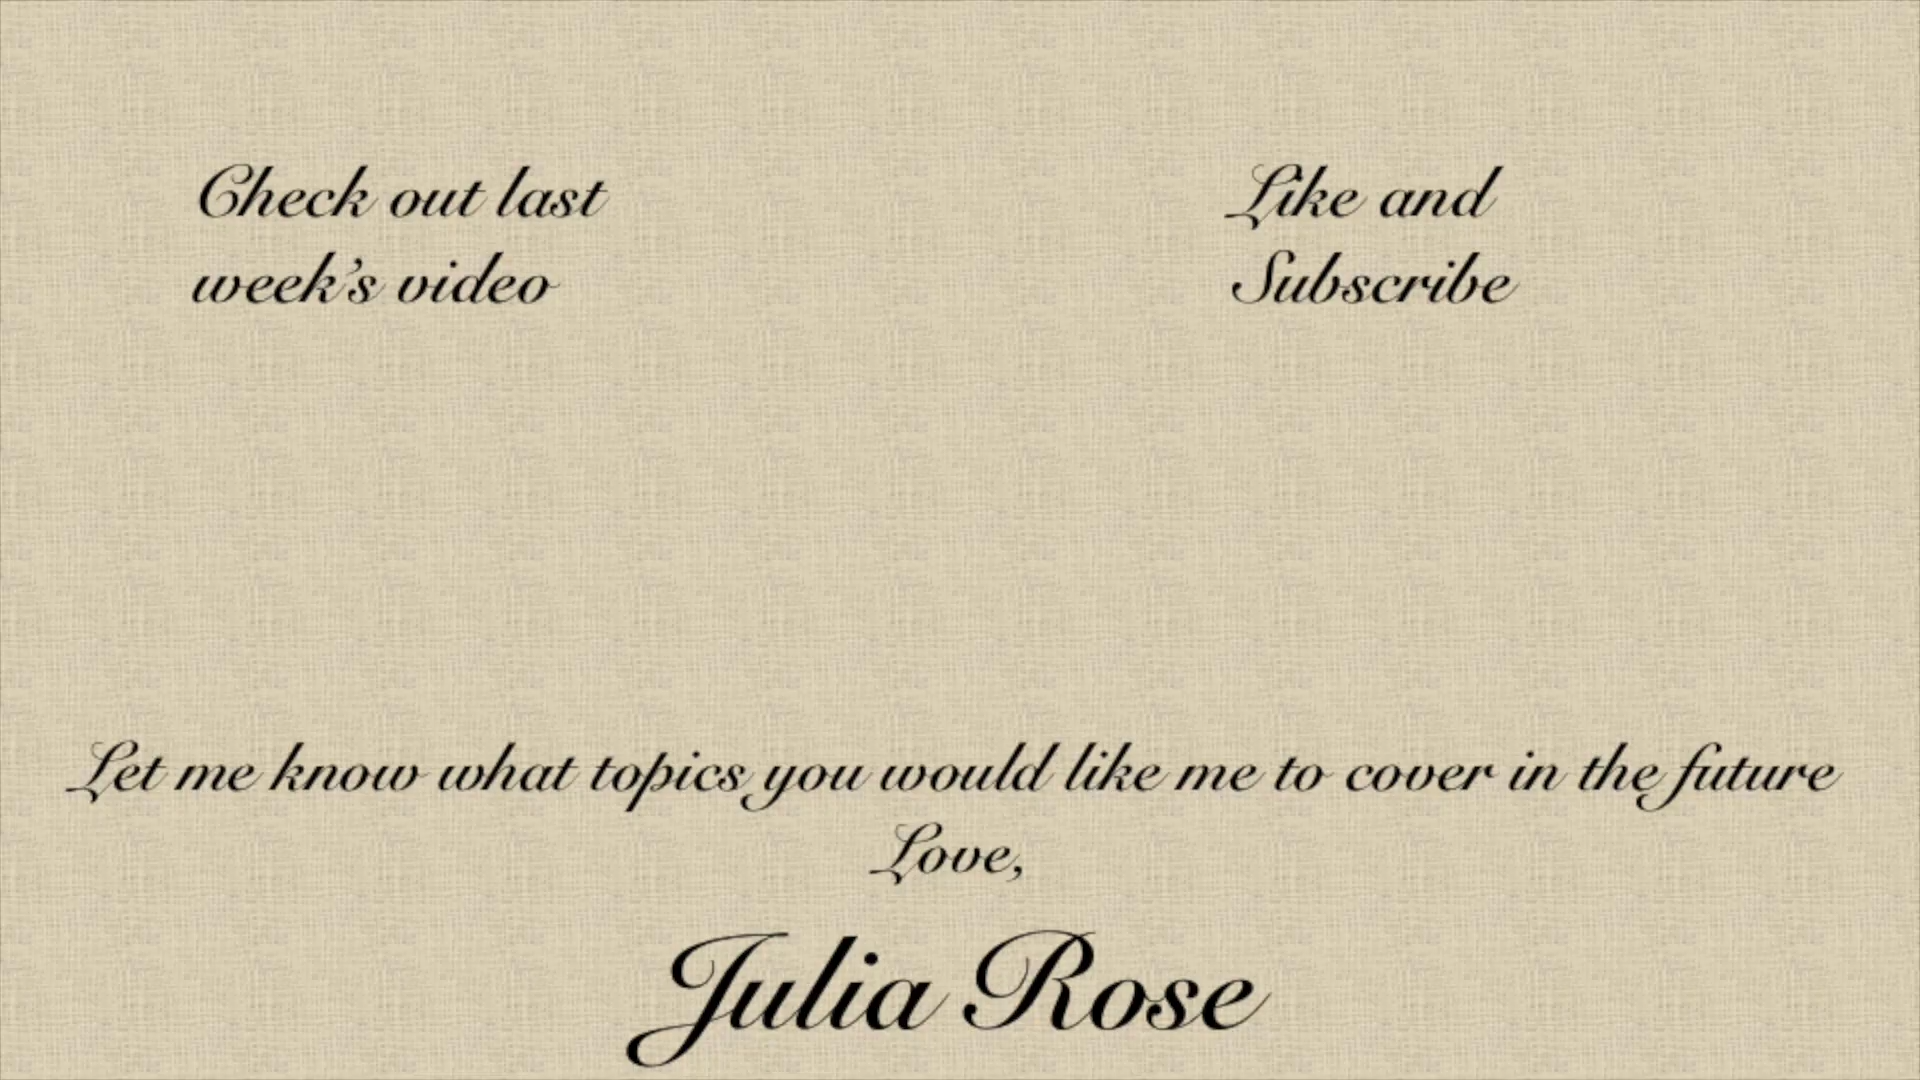 Check out last
week's video
Like and
Subscribe
Let me know what topics you would like me to cover in the future
Love,
Julia Rose